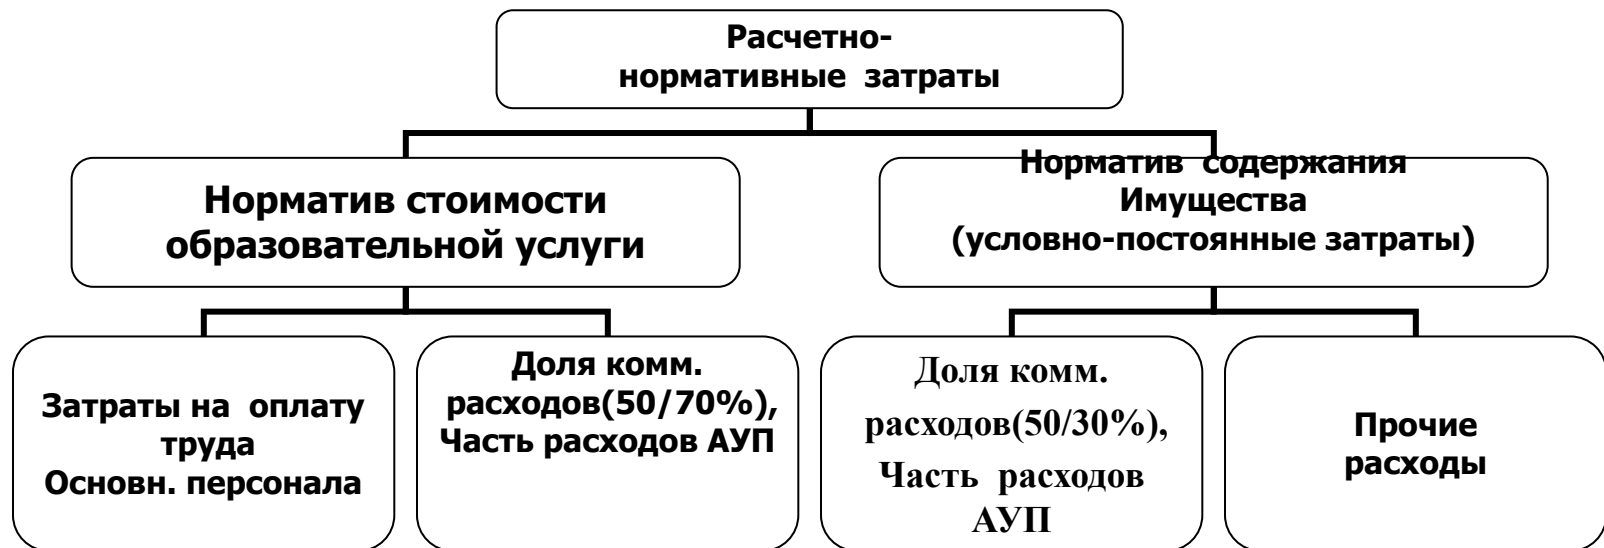 Расчетно-
нормативные затраты
Норматив стоимости
образовательной услуги
Норматив содержания
Имущества
(условно-постоянные затраты)
Затраты на оплату
труда
Основн. персонала
Доля комм.
расходов(50/70%),
Часть расходов АУП
Доля комм.
расходов(50/30%),
Часть расходов
АУП
Прочие
расходы